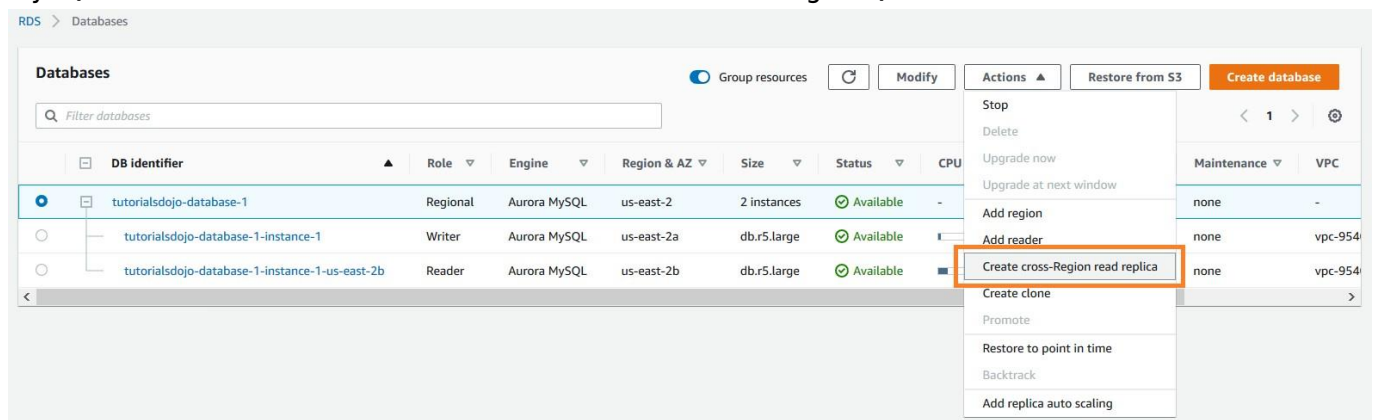 RDS > Databases
Databases
Group resources
Modify
Actions
Restore from S3
Create database
Filter databases
1
DB identifier Role Engine Region & AZ Size Status CPU Maintenance VPC
tutorialsdojo-database-1 Regional Aurora MySQL us-east-2 2 instances Available - none -
tutorialsdojo-database-1-instance-1 Writer Aurora MySQL us-east-2a db.r5.large Available none vpc-954
tutorialsdojo-database-1-instance-1-us-east-2b Reader Aurora MySQL us-east-2b db.r5.large Available none vpc-954
Stop
Delete
Upgrade now
Upgrade at next window
Add region
Add reader
Create cross-Region read replica
Create clone
Promote
Restore to point in time
Backtrack
Add replica auto scaling